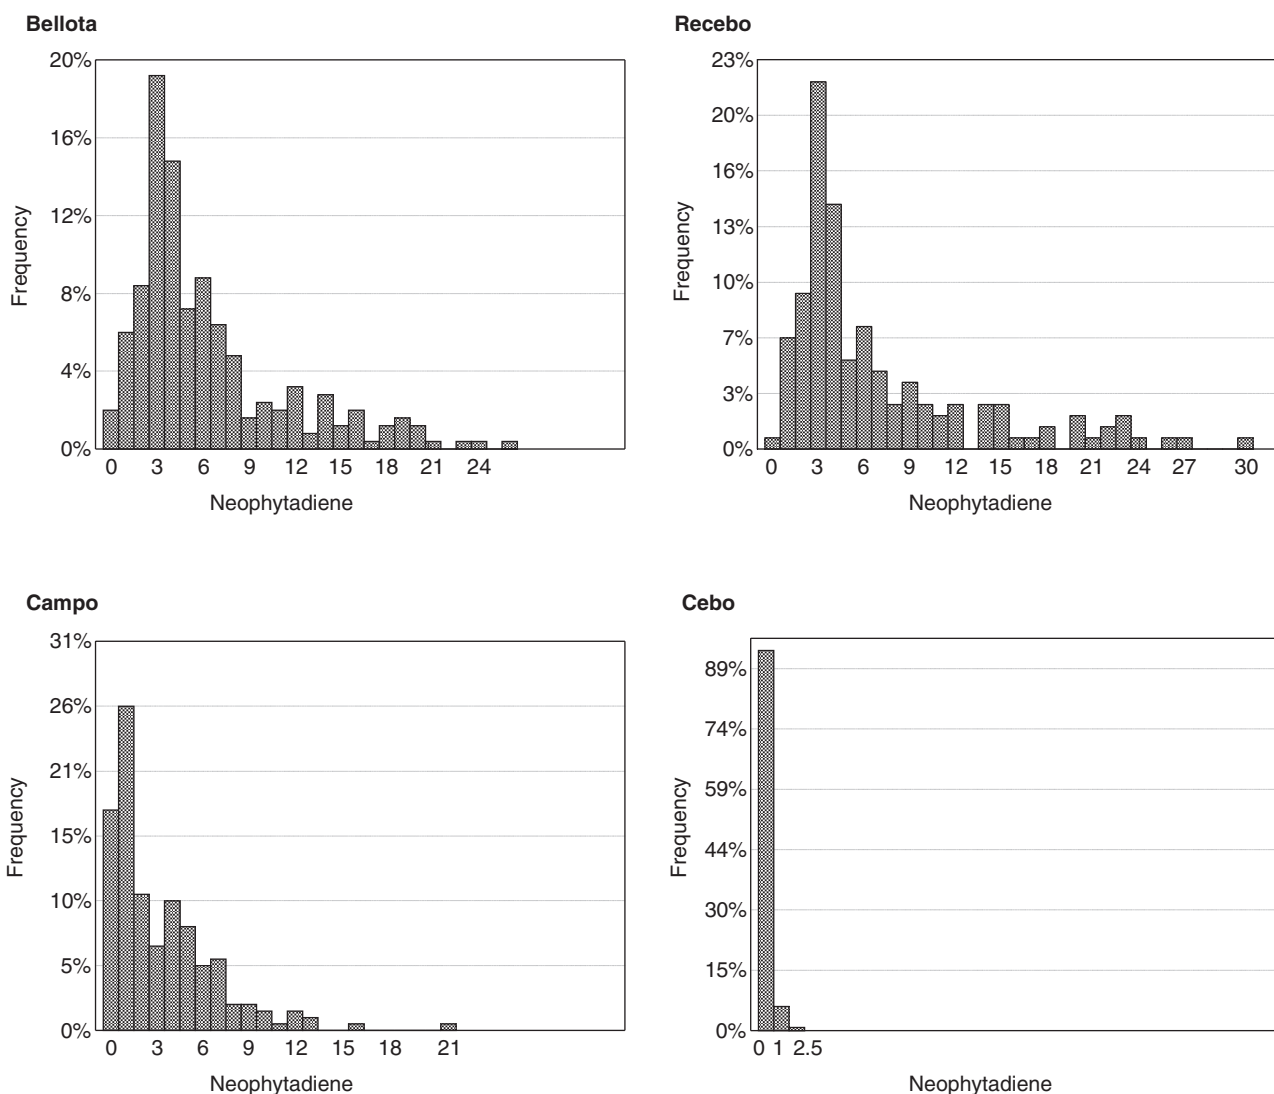 Bellota
20%
16%
12%
8%
4%
0%
Frequency
0 3 6 9 12 15 18 21 24
Neophytadiene
Recebo
23%
20%
16%
13%
10%
7%
3%
0%
Frequency
0 3 6 9 12 15 18 21 24 27 30
Neophytadiene
Campo
31%
26%
21%
15%
10%
5%
0%
Frequency
0 3 6 9 12 15 18 21
Neophytadiene
Cebo
89%
74%
59%
44%
30%
15%
0%
Frequency
0 1 2.5
Neophytadiene